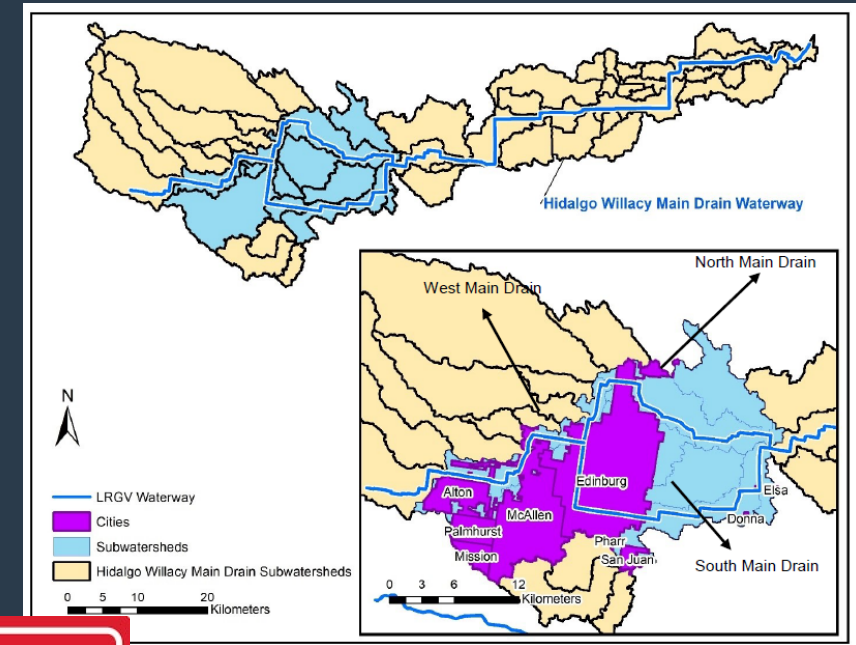 Hidalgo Willacy Main Drain Waterway
North Main Drain
West Main Drain
N
Edinburg
Alton
Elsa
McAllen
Donna
Palmhurst
Pharr
Mission
San Juan
South Main Drain
0 3 6 12
Kilometers
LRGV Waterway
Cities
Subwatersheds
Hidalgo Willacy Main Drain Subwatersheds
0 5 10 20
Kilometers